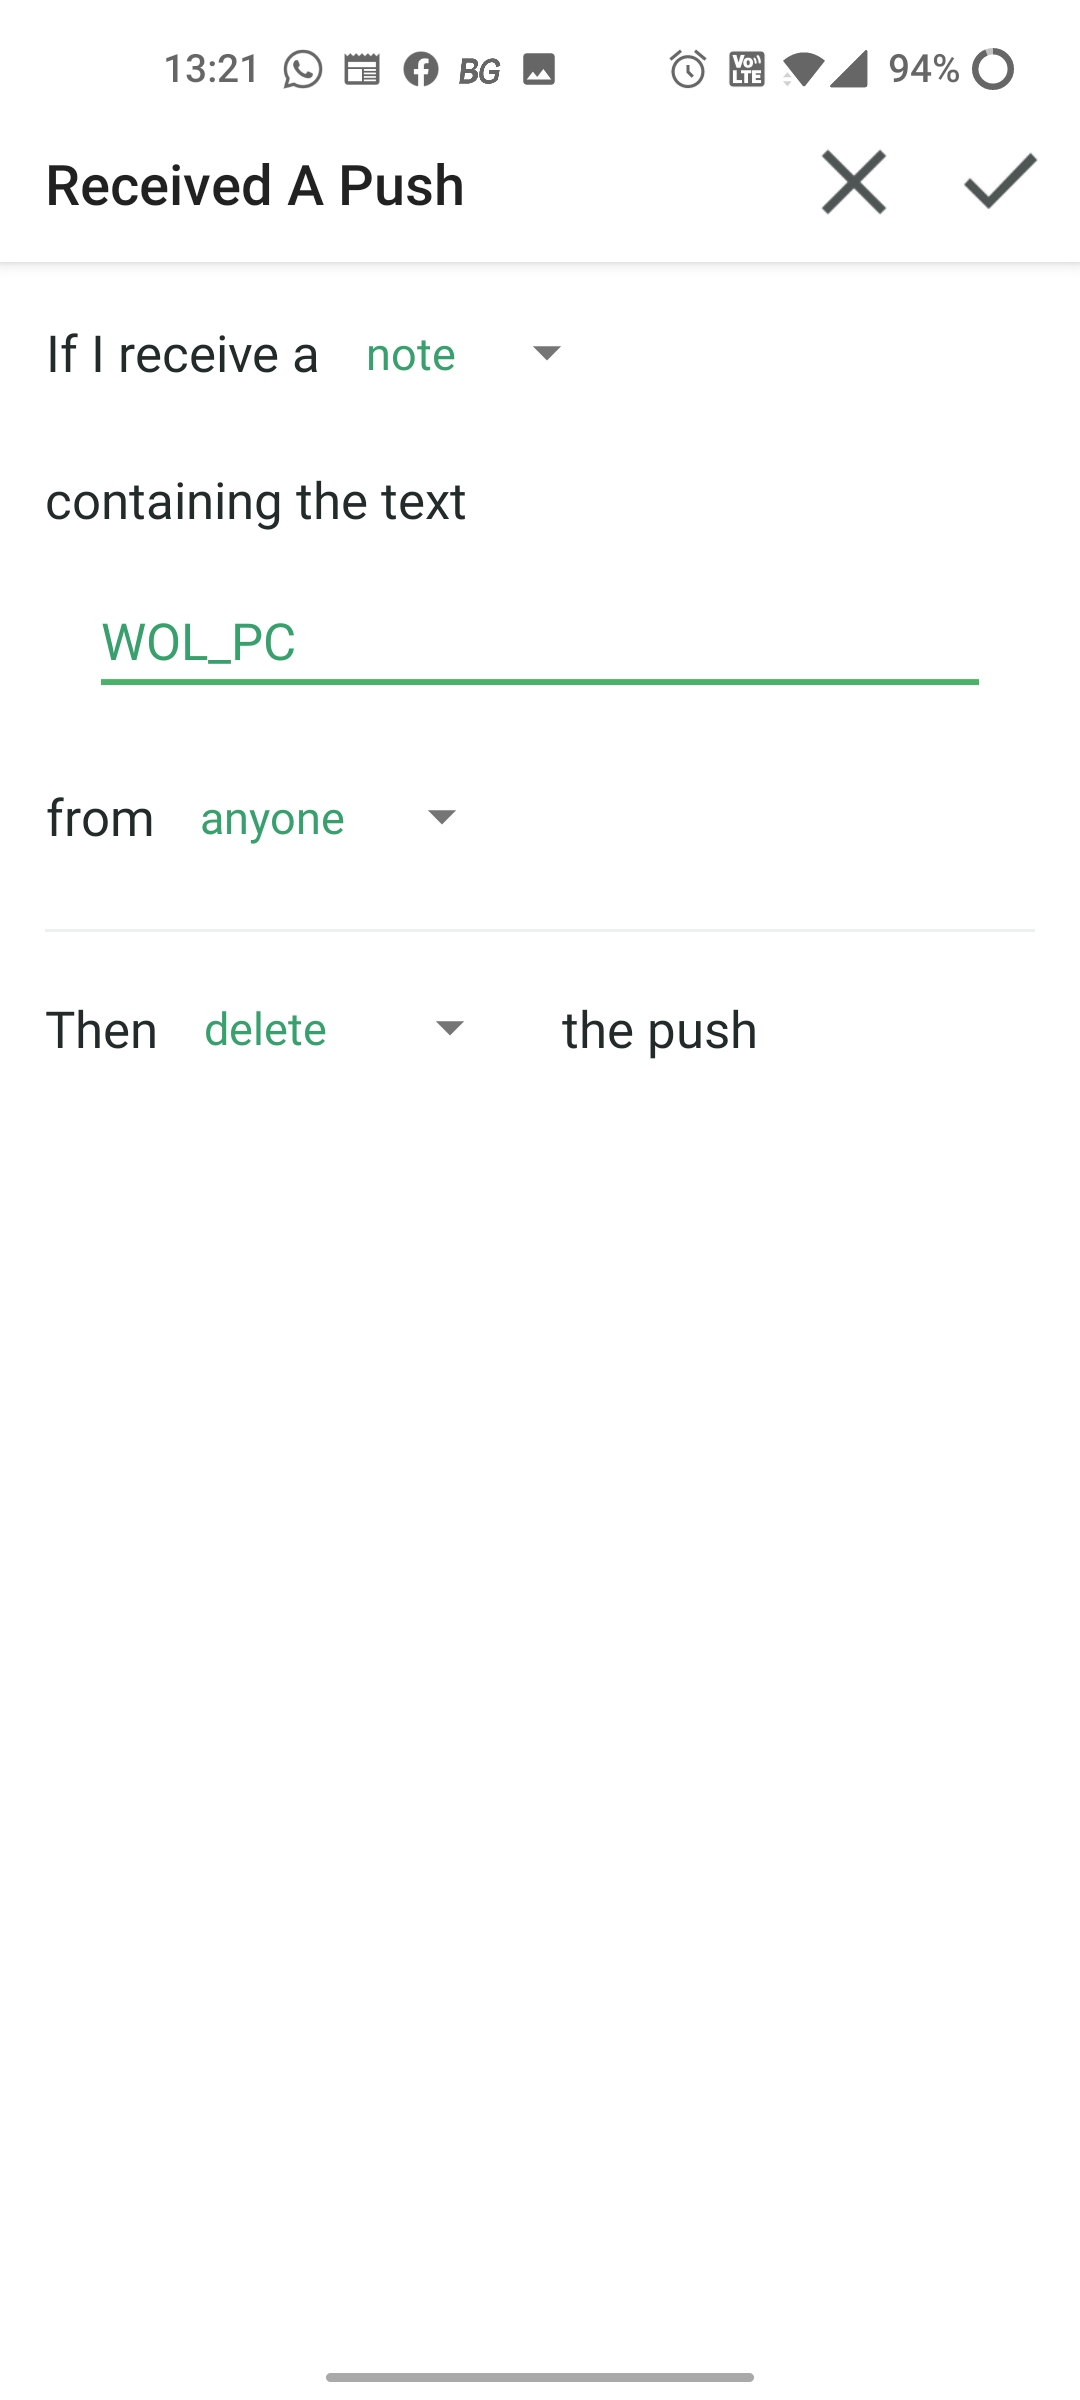 13:21 BG Vo LTE 94%
Received A Push
If I receive a note
containing the text
WOL_PC
from anyone
Then delete the push